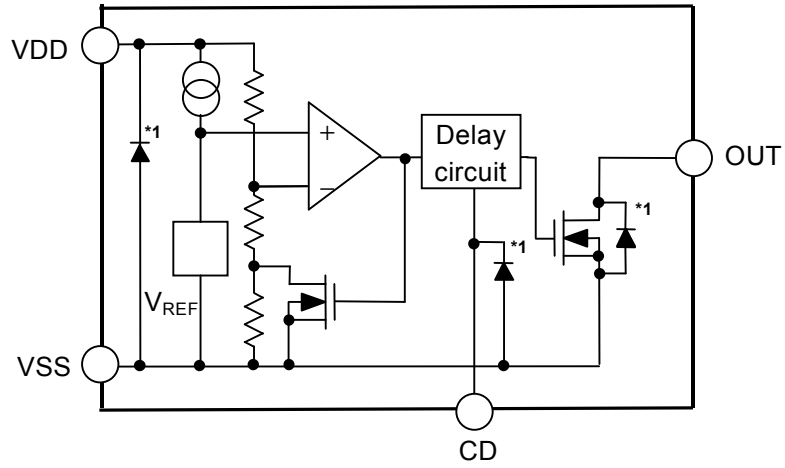 VDD
*1
+
−
Delay
circuit
*1
OUT
*1
VREF
VSS
CD